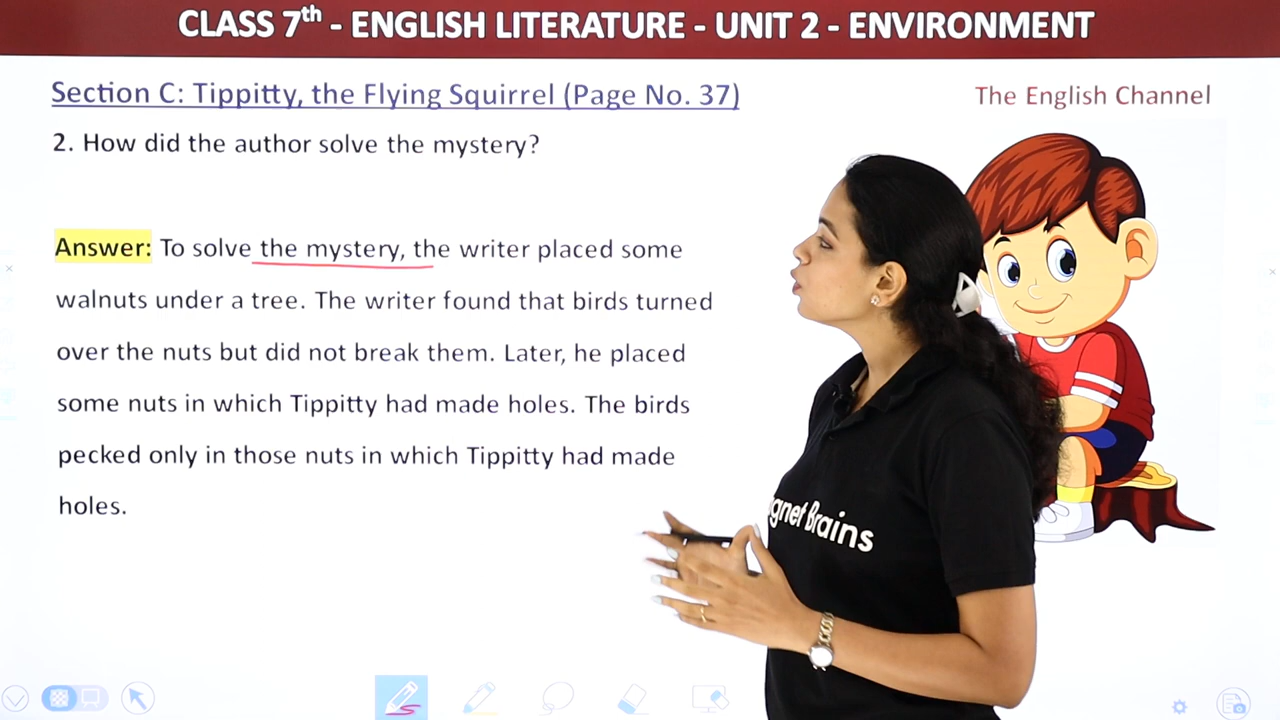 CLASS 7th - ENGLISH LITERATURE - UNIT 2 - ENVIRONMENT
Section C: Tippitty, the Flying Squirrel (Page No. 37)
The English Channel
2. How did the author solve the mystery?
Answer: To solve the mystery, the writer placed some
walnuts under a tree. The writer found that birds turned
over the nuts but did not break them. Later, he placed
some nuts in which Tippitty had made holes. The birds
pecked only in those nuts in which Tippitty had made
holes.
gnet Brains